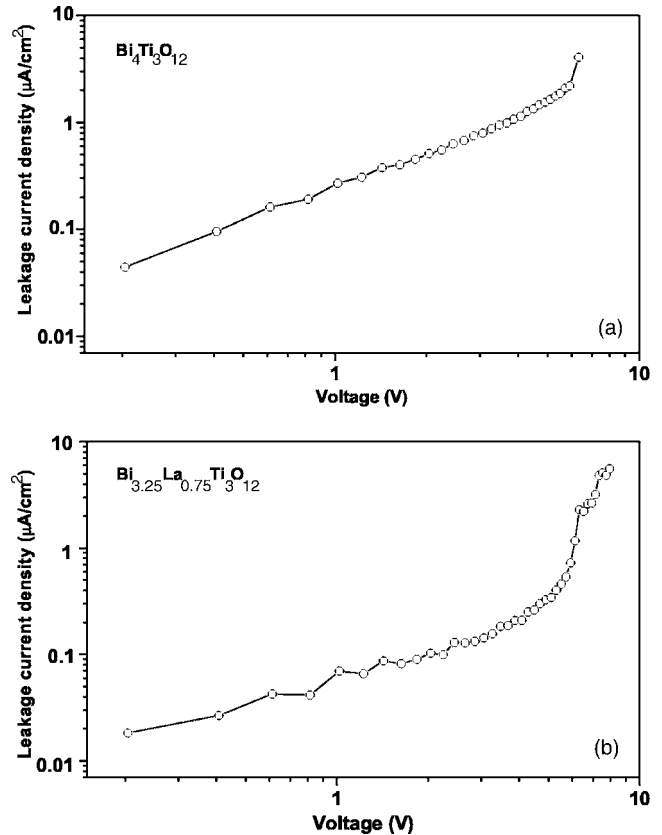 10
Bi4Ti3O12
1
0.1
0.01
Leakage current density (µA/cm2)
(a)
1
10
Voltage (V)
10
Bi3.25La0.75Ti3O12
1
0.1
0.01
Leakage current density (µA/cm2)
(b)
1
10
Voltage (V)